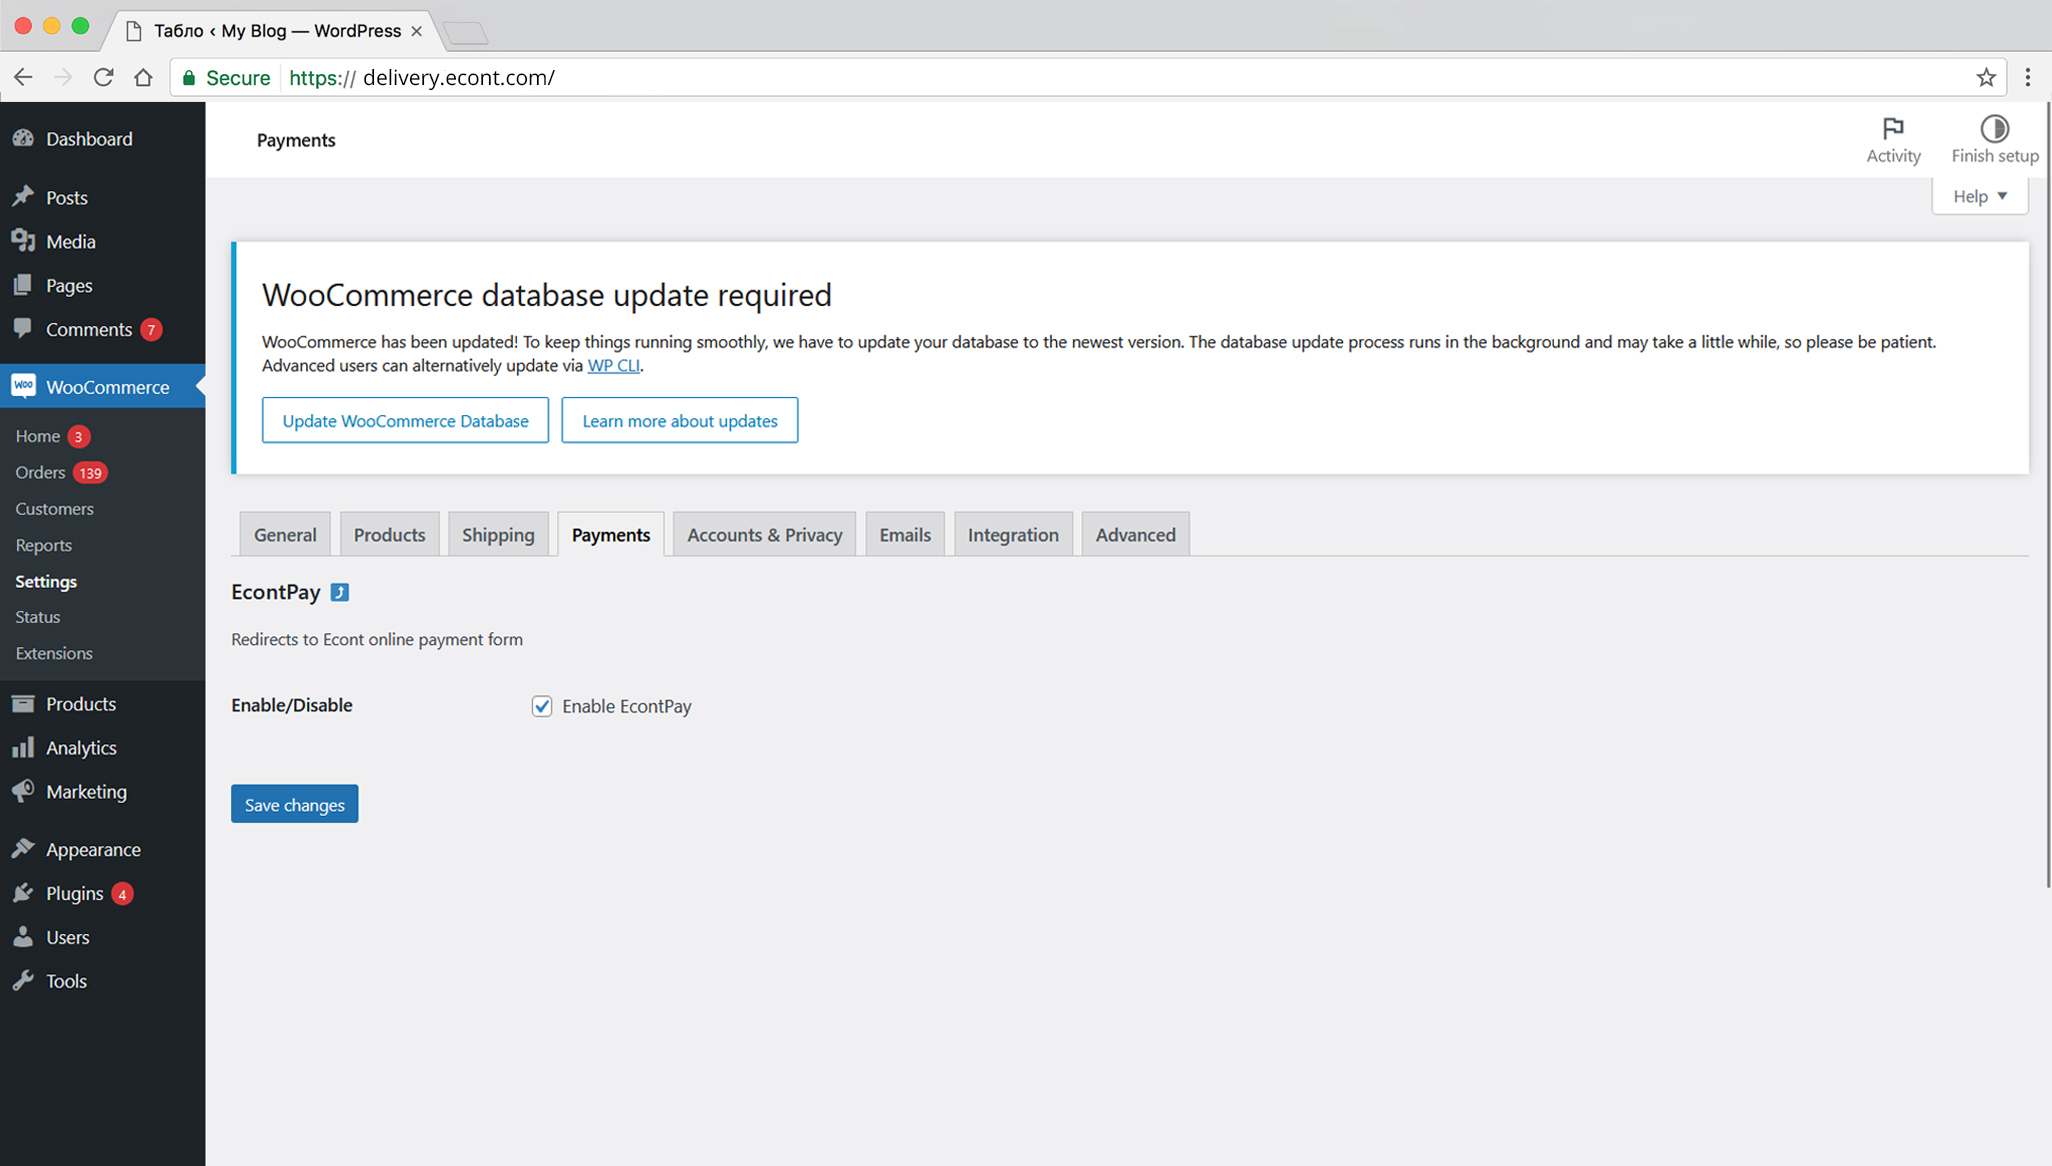 Табло ‹ My Blog — WordPress
Secure https:// delivery.econt.com/
Dashboard
Posts
Media
Pages
Comments 7
Woo WooCommerce
Home 3
Orders 139
Customers
Reports
Settings
Status
Extensions
Products
Analytics
Marketing
Appearance
Plugins 4
Users
Tools
Payments
Activity
Finish setup
Help
WooCommerce database update required
WooCommerce has been updated! To keep things running smoothly, we have to update your database to the newest version. The database update process runs in the background and may take a little while, so please be patient.
Advanced users can alternatively update via WP CLI.
Update WooCommerce Database Learn more about updates
General Products Shipping Payments Accounts & Privacy Emails Integration Advanced
EcontPay
Redirects to Econt online payment form
Enable/Disable Enable EcontPay
Save changes